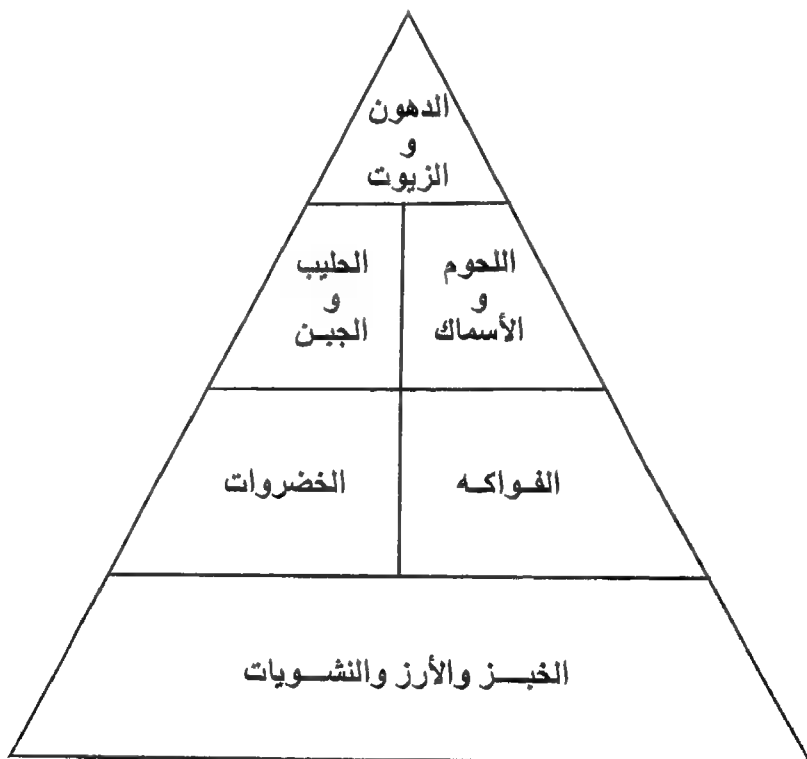 الدهون
و
الزيوت
اللحوم
و
الأسماك
الحليب
و
الجبن
الفواكه
الخضروات
الخبز والأرز والنشويات